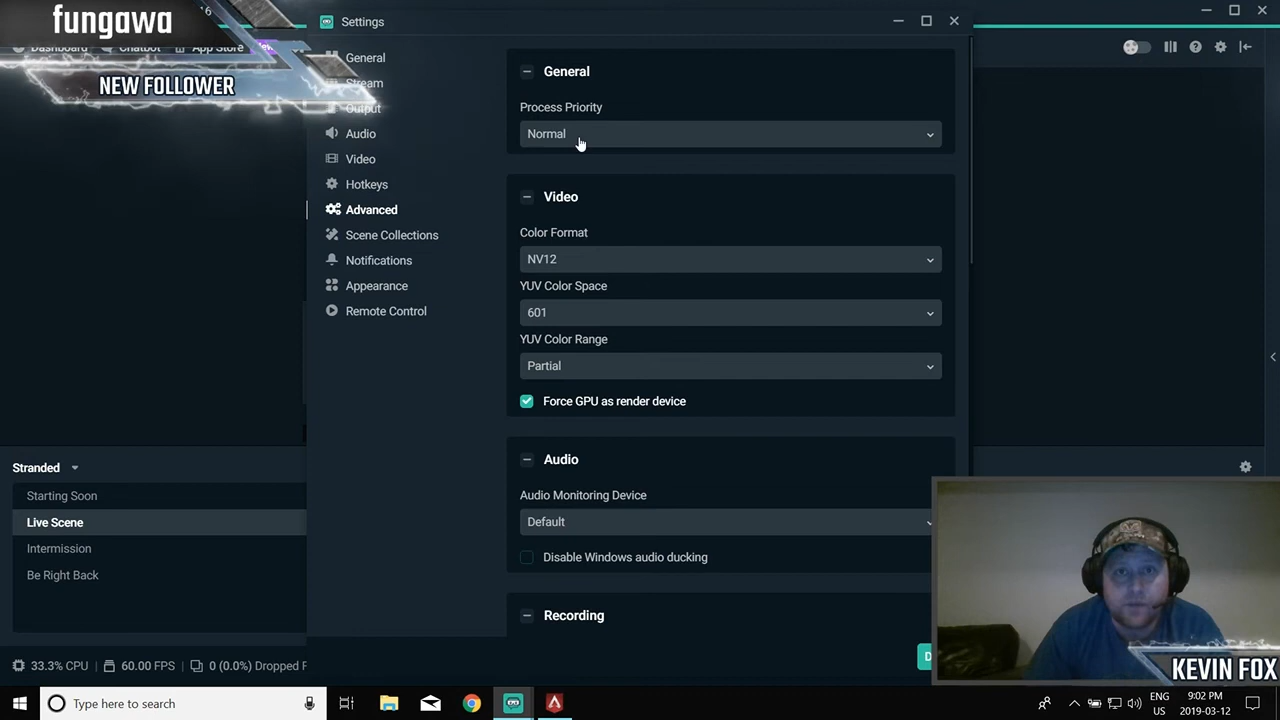 fungawa
NEW FOLLOWER
16
Dashboard
Chatbot
App Store
Settings
General
Stream
Output
Audio
Video
Hotkeys
Advanced
Scene Collections
Notifications
Appearance
Remote Control
General
Process Priority
Normal
Video
Color Format
NV12
YUV Color Space
601
YUV Color Range
Partial
Force GPU as render device
Audio
Audio Monitoring Device
Default
Disable Windows audio ducking
Recording
D
Stranded
Starting Soon
Live Scene
Intermission
Be Right Back
33.3% CPU
60.00 FPS
0 (0.0%) Dropped F
KEVIN FOX
Type here to search
ENG
US
9:02 PM
2019-03-12